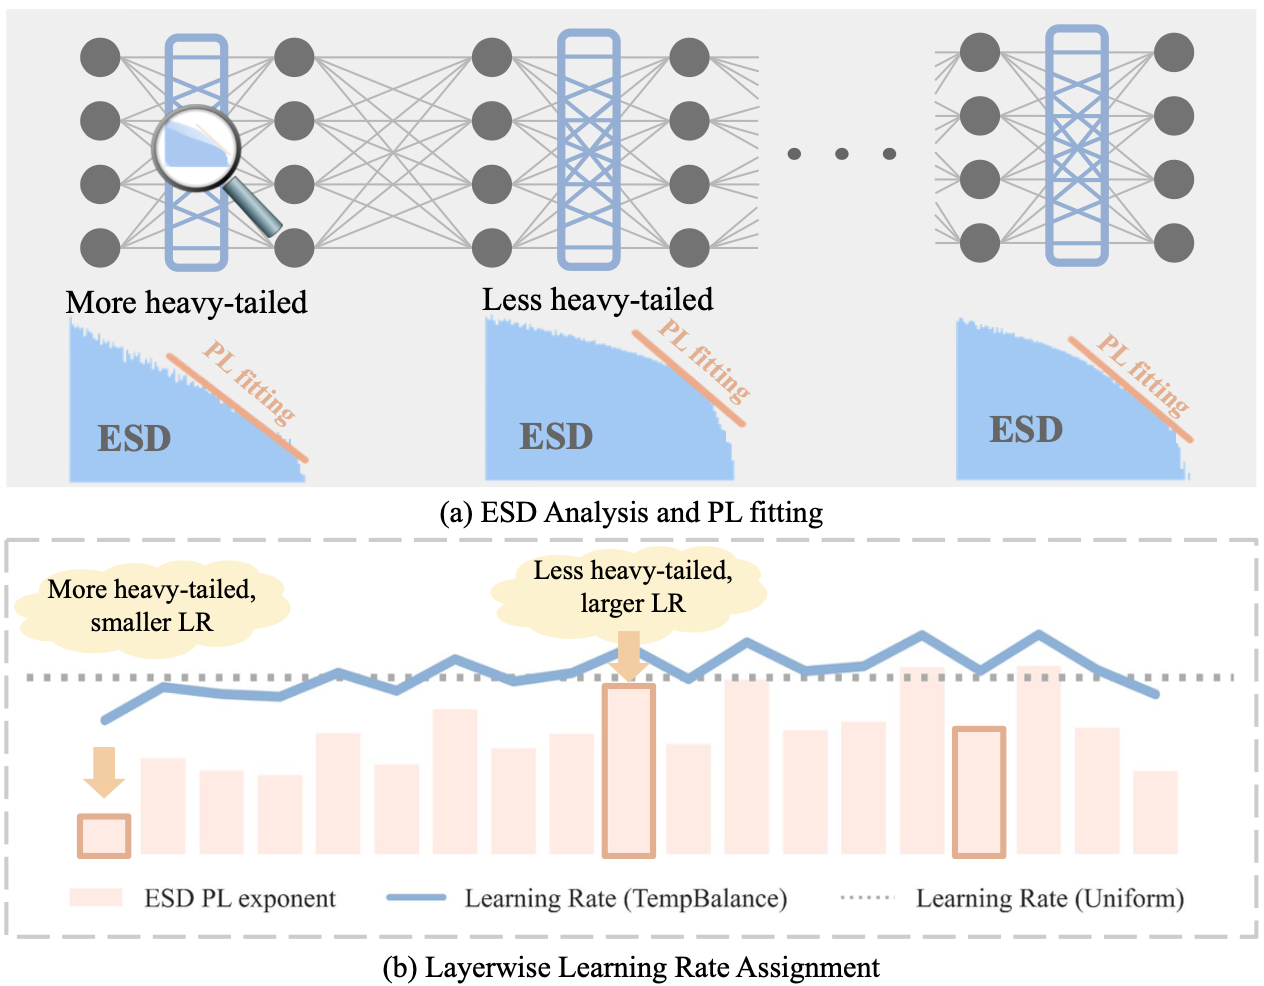 More heavy-tailed
Less heavy-tailed
PL fitting
PL fitting
PL fitting
ESD
ESD
ESD
(a) ESD Analysis and PL fitting
More heavy-tailed,
smaller LR
Less heavy-tailed,
larger LR
ESD PL exponent
Learning Rate (TempBalance)
Learning Rate (Uniform)
(b) Layerwise Learning Rate Assignment